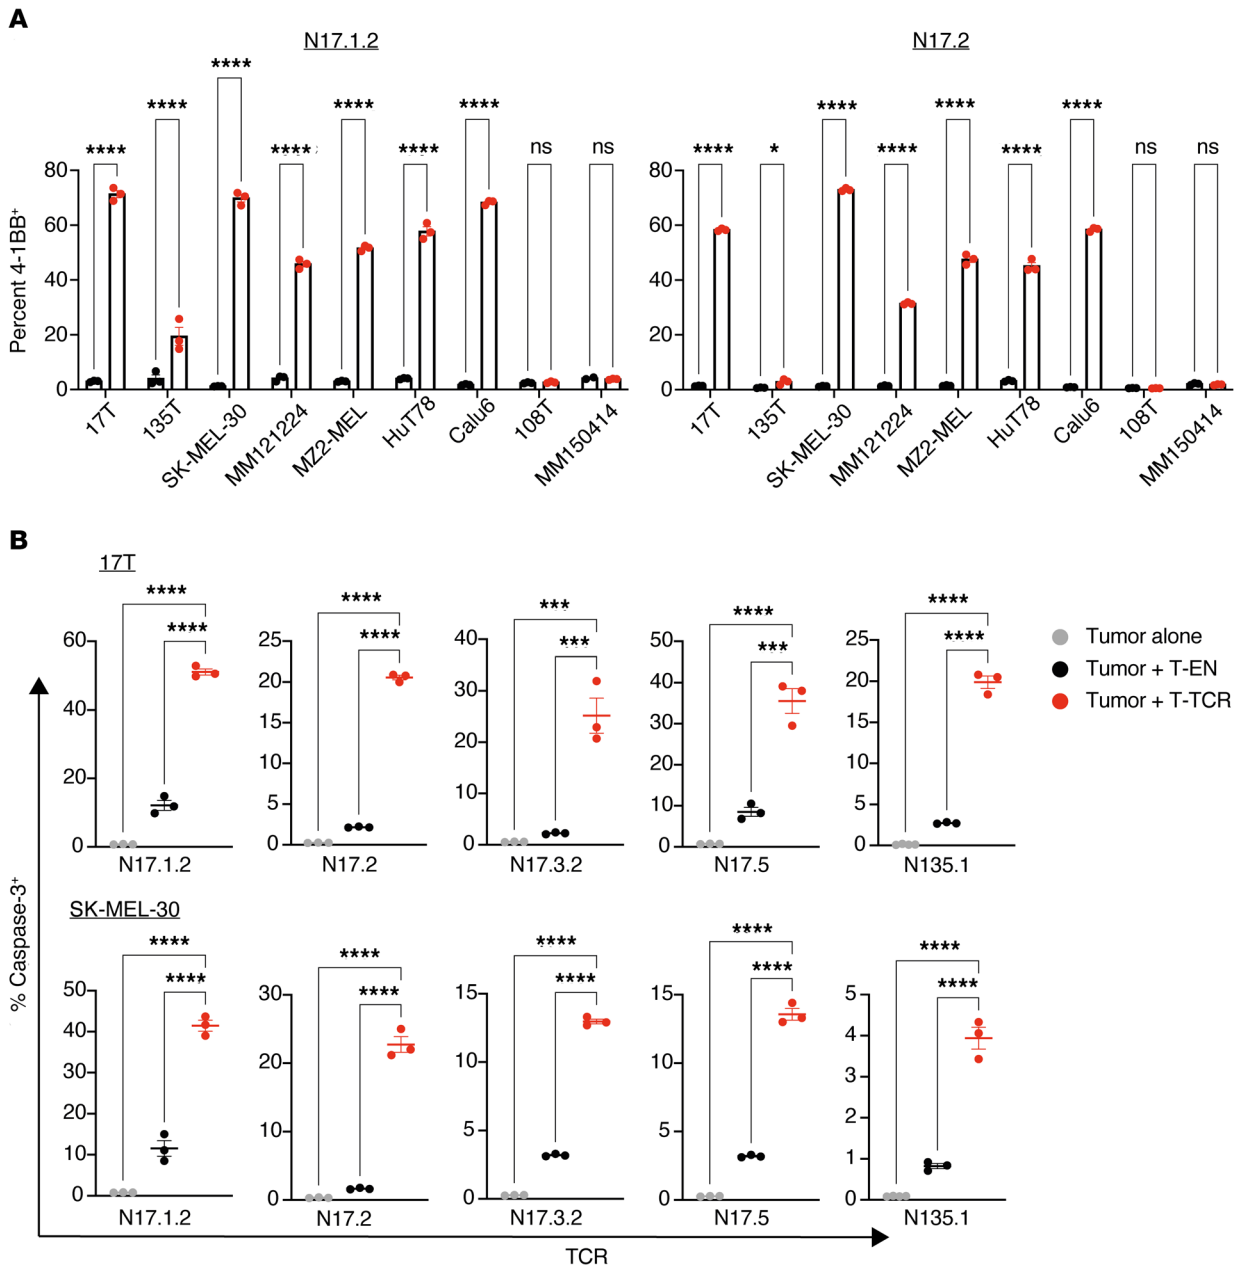 A
N17.1.2
N17.2
**** **** **** **** **** **** **** ns ns
**** * **** **** **** **** **** ns ns
Percent 4-1BB+
80
60
40
20
0
80
60
40
20
0
17T 135T SK-MEL-30 MM121224 MZ2-MEL HuT78 Calu6 108T MM150414
17T 135T SK-MEL-30 MM121224 MZ2-MEL HuT78 Calu6 108T MM150414
B
17T
**** **** *** **** ****
**** **** *** *** ****
60
40
20
0
25
20
15
10
5
0
40
30
20
10
0
50
40
30
20
10
0
25
20
15
10
5
0
Tumor alone
Tumor + T-EN
Tumor + T-TCR
N17.1.2 N17.2 N17.3.2 N17.5 N135.1
SK-MEL-30
**** **** **** **** ****
**** **** **** **** ****
50
40
30
20
10
0
30
20
10
0
15
10
5
0
15
10
5
0
5
4
3
2
1
0
N17.1.2 N17.2 N17.3.2 N17.5 N135.1
% Caspase-3+
TCR